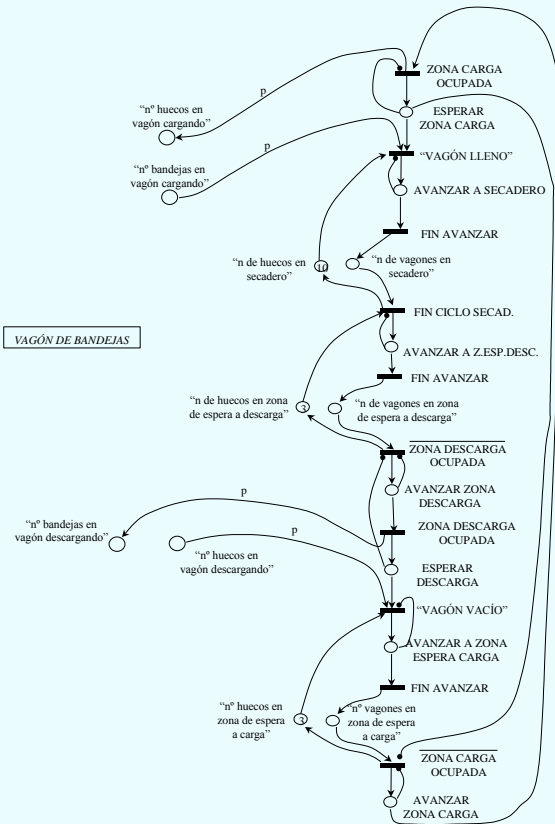 ZONA CARGA
OCUPADA
p
“nº huecos en
vagón cargando”
ESPERAR
ZONA CARGA
p
“nº bandejas en
vagón cargando”
“VAGÓN LLENO”
AVANZAR A SECADERO
FIN AVANZAR
“n de huecos en
secadero”
10
“n de vagones en
secadero”
FIN CICLO SECAD.
VAGÓN DE BANDEJAS
AVANZAR A Z.ESP.DESC.
FIN AVANZAR
“n de huecos en zona
de espera a descarga”
3
“n de vagones en zona
de espera a descarga”
ZONA DESCARGA
OCUPADA
AVANZAR ZONA
DESCARGA
p
“nº bandejas en
vagón descargando”
ZONA DESCARGA
OCUPADA
p
“nº huecos en
vagón descargando”
ESPERAR
DESCARGA
“VAGÓN VACÍO”
AVANZAR A ZONA
ESPERA CARGA
FIN AVANZAR
“nº huecos en
zona de espera
a carga”
3
“nº vagones en
zona de espera
a carga”
ZONA CARGA
OCUPADA
AVANZAR
ZONA CARGA